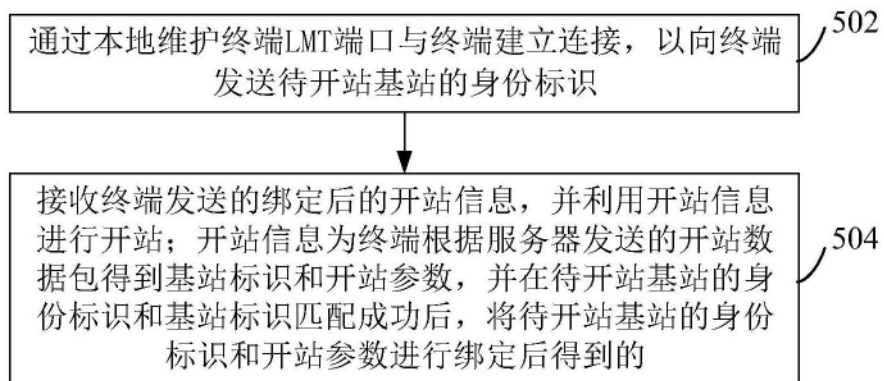 通过本地维护终端LMT端口与终端建立连接，以向终端
发送待开站基站的身份标识
502
接收终端发送的绑定后的开站信息，并利用开站信息
进行开站；开站信息为终端根据服务器发送的开站数
据包得到基站标识和开站参数，并在待开站基站的身
份标识和基站标识匹配成功后，将待开站基站的身份
标识和开站参数进行绑定后得到的
504